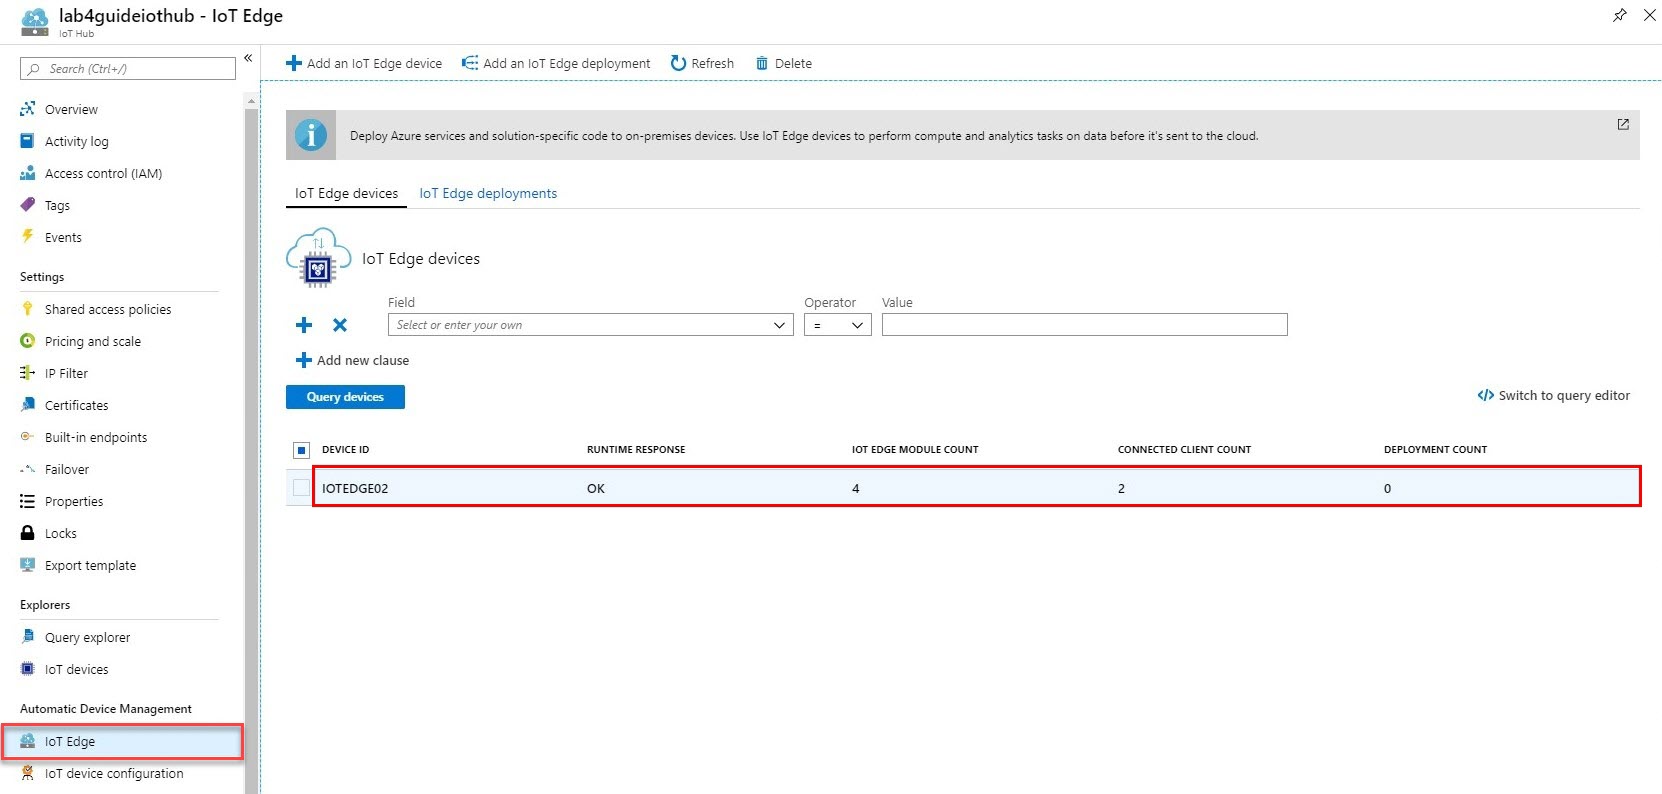 lab4guideiothub - IoT Edge
IoT Hub
Search (Ctrl+/)
Overview
Activity log
Access control (IAM)
Tags
Events
Settings
Shared access policies
Pricing and scale
IP Filter
Certificates
Built-in endpoints
Failover
Properties
Locks
Export template
Explorers
Query explorer
IoT devices
Automatic Device Management
IoT Edge
IoT device configuration
Add an IoT Edge device Add an IoT Edge deployment Refresh Delete
Deploy Azure services and solution-specific code to on-premises devices. Use IoT Edge devices to perform compute and analytics tasks on data before it's sent to the cloud.
IoT Edge devices IoT Edge deployments
IoT Edge devices
Field Operator Value
Select or enter your own =
Add new clause
Query devices Switch to query editor
DEVICE ID RUNTIME RESPONSE IOT EDGE MODULE COUNT CONNECTED CLIENT COUNT DEPLOYMENT COUNT
IOTEDGE02 OK 4 2 0